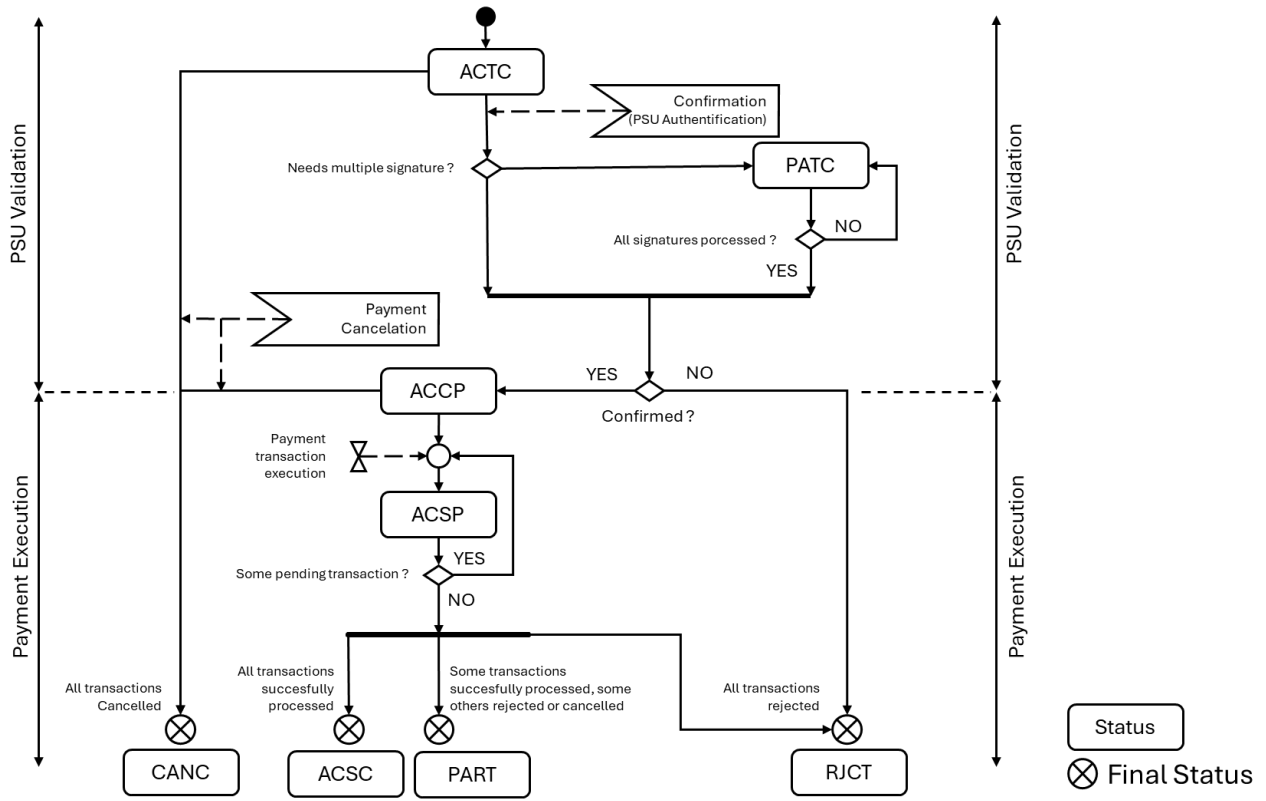 ACTC
Confirmation
(PSU Authentification)
PSU Validation
PSU Validation
Needs multiple signature ?
PATC
All signatures porcessed ?
NO
YES
Payment
Cancelation
ACCP
YES
NO
Confirmed ?
Payment
transaction
execution
ACSP
YES
Some pending transaction ?
NO
Payment Execution
Payment Execution
All transactions
Cancelled
All transactions
succesfully
processed
Some transactions
succesfully processed, some
others rejected or cancelled
All transactions
rejected
CANC
ACSC
PART
RJCT
Status
Final Status